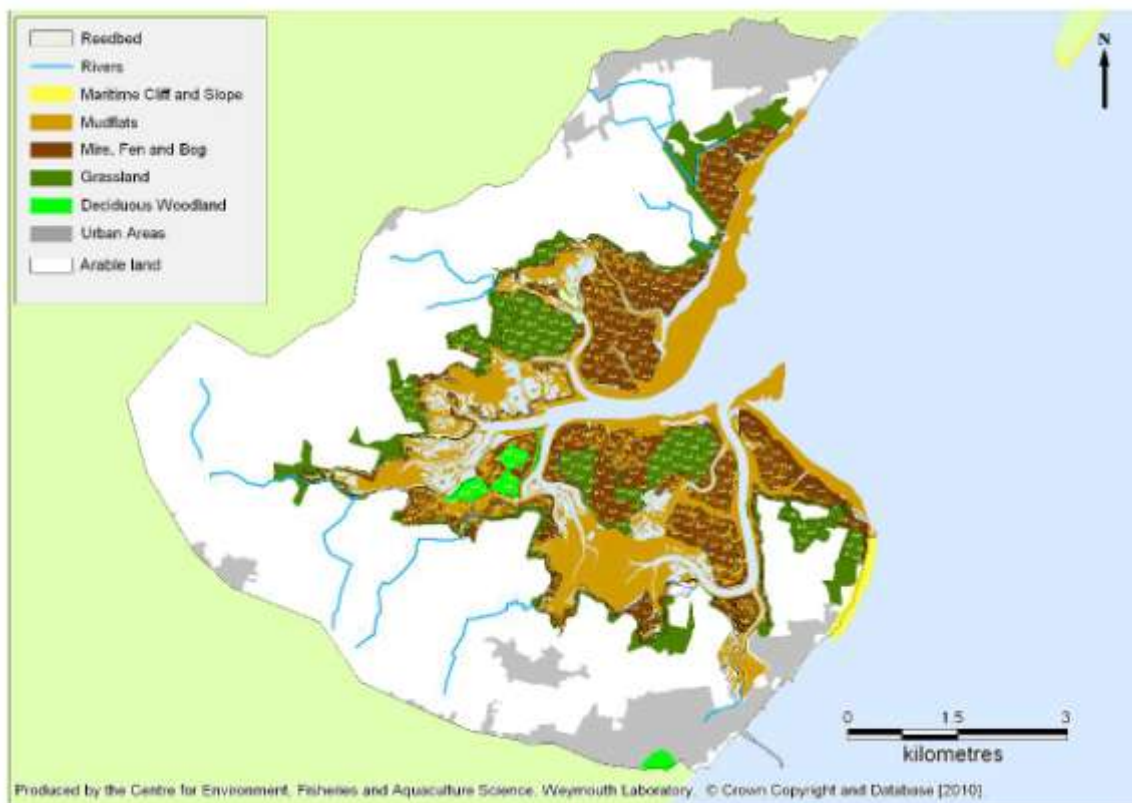 Reedbed
Rivers
Maritime Cliff and Slope
Mudflats
Mire, Fen and Bog
Grassland
Deciduous Woodland
Urban Areas
Arable land
N
0 1.5 3
kilometres
Produced by the Centre for Environment, Fisheries and Aquaculture Science, Weymouth Laboratory. © Crown Copyright and Database [2010]